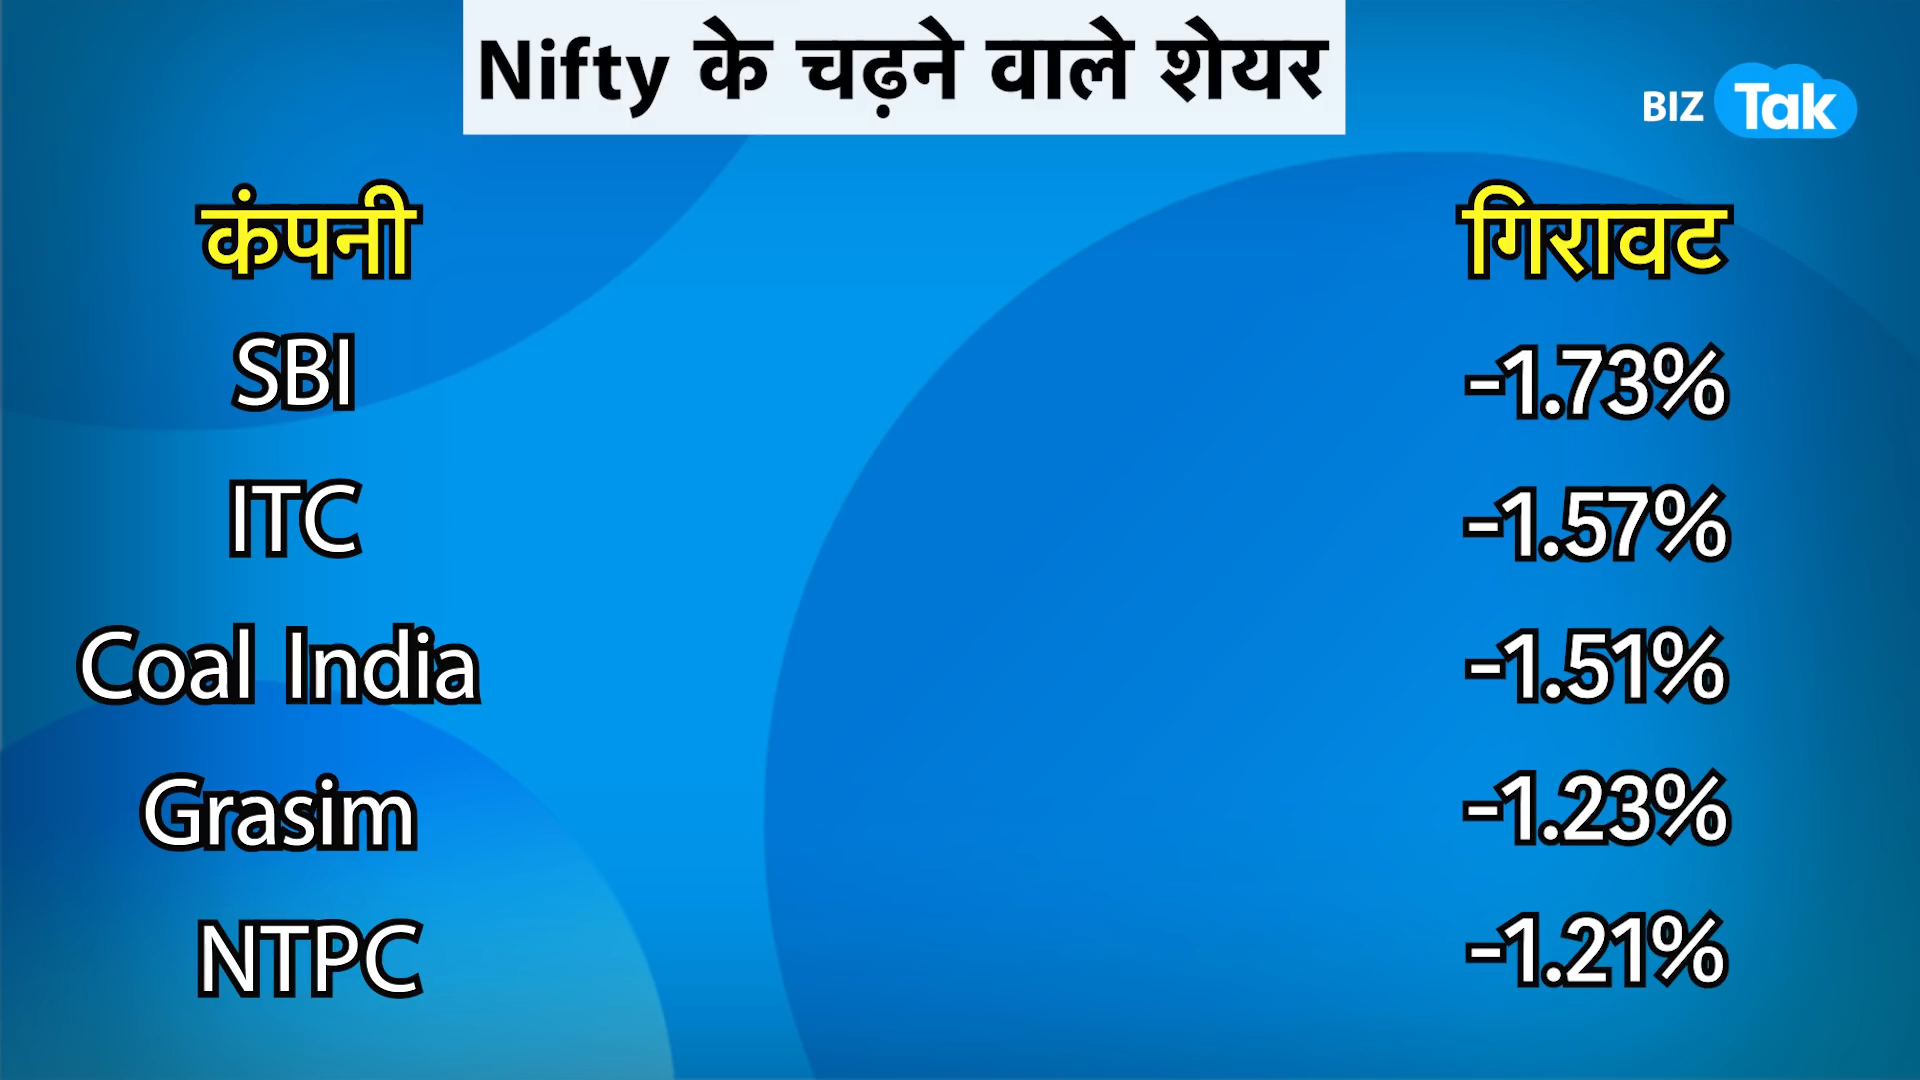 Nifty के चढ़ने वाले शेयर
BIZ Tak
कंपनी गिरावट
SBI -1.73%
ITC -1.57%
Coal India -1.51%
Grasim -1.23%
NTPC -1.21%